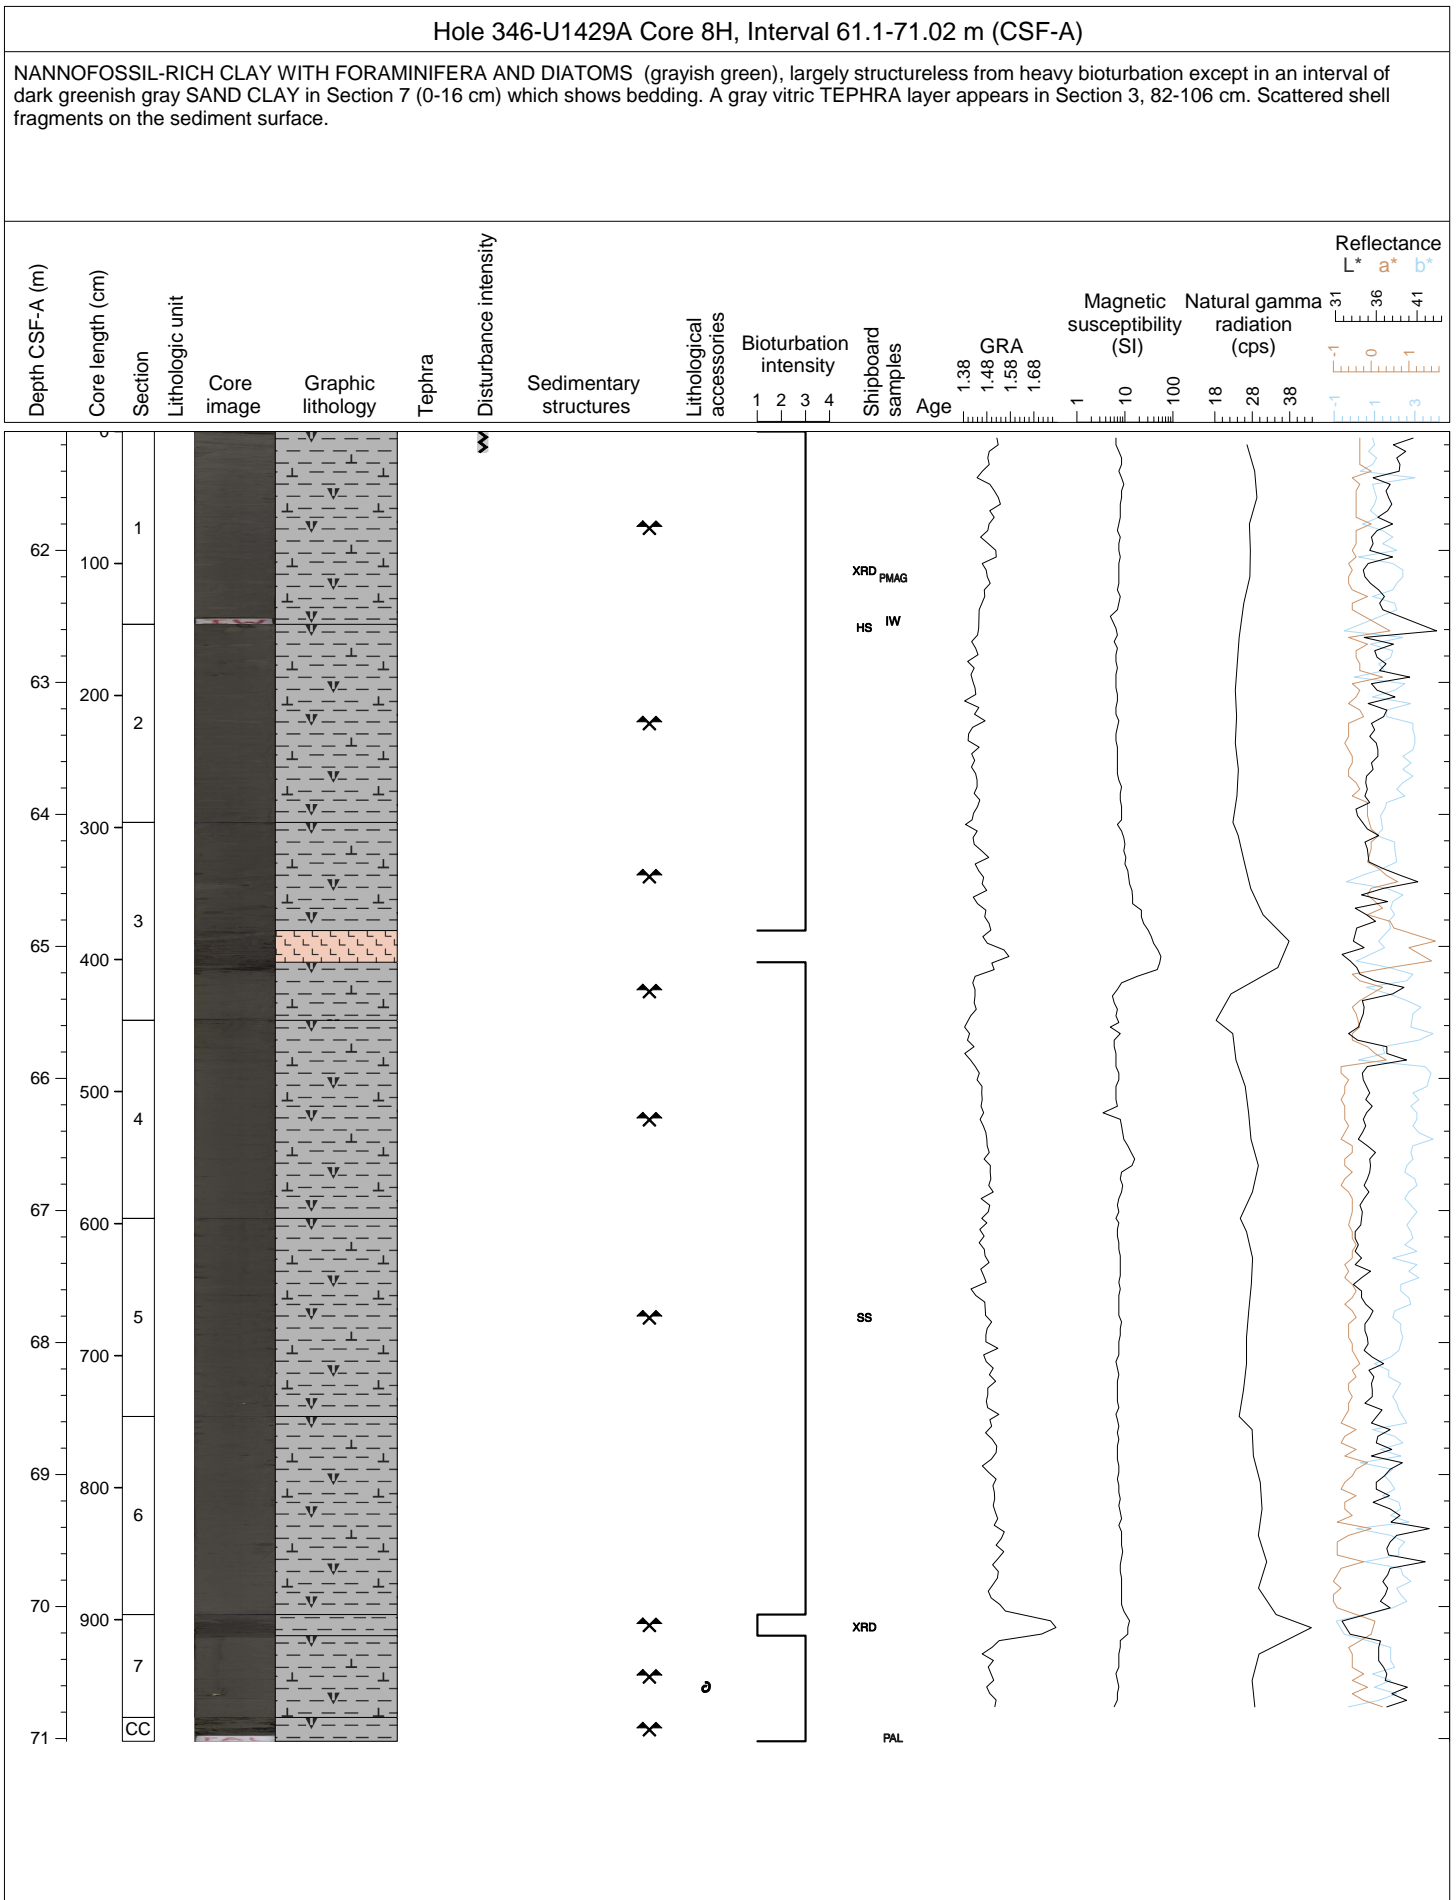 Hole 346-U1429A Core 8H, Interval 61.1-71.02 m (CSF-A)
NANNOFOSSIL-RICH CLAY WITH FORAMINIFERA AND DIATOMS (grayish green), largely structureless from heavy bioturbation except in an interval of
dark greenish gray SAND CLAY in Section 7 (0-16 cm) which shows bedding. A gray vitric TEPHRA layer appears in Section 3, 82-106 cm. Scattered shell
fragments on the sediment surface.
Depth CSF-A (m)
Core length (cm)
Section
Lithologic unit
Core
image
Graphic
lithology
Tephra
Disturbance intensity
Sedimentary
structures
Lithological
accessories
Bioturbation
intensity
1 2 3 4
Shipboard
samples
Age
GRA
1.38 1.48 1.58 1.68
Magnetic
susceptibility
(SI)
1 10 100
Natural gamma
radiation
(cps)
18 28 38
Reflectance
L* a* b*
31 36 41
-1 0 1
-1 1 3
0
1
62
100
XRD PMAG
IW
HS
63
200
2
64
300
3
65
400
66
500
4
67
600
5
SS
68
700
69
800
6
70
900
XRD
7
CC
71
PAL